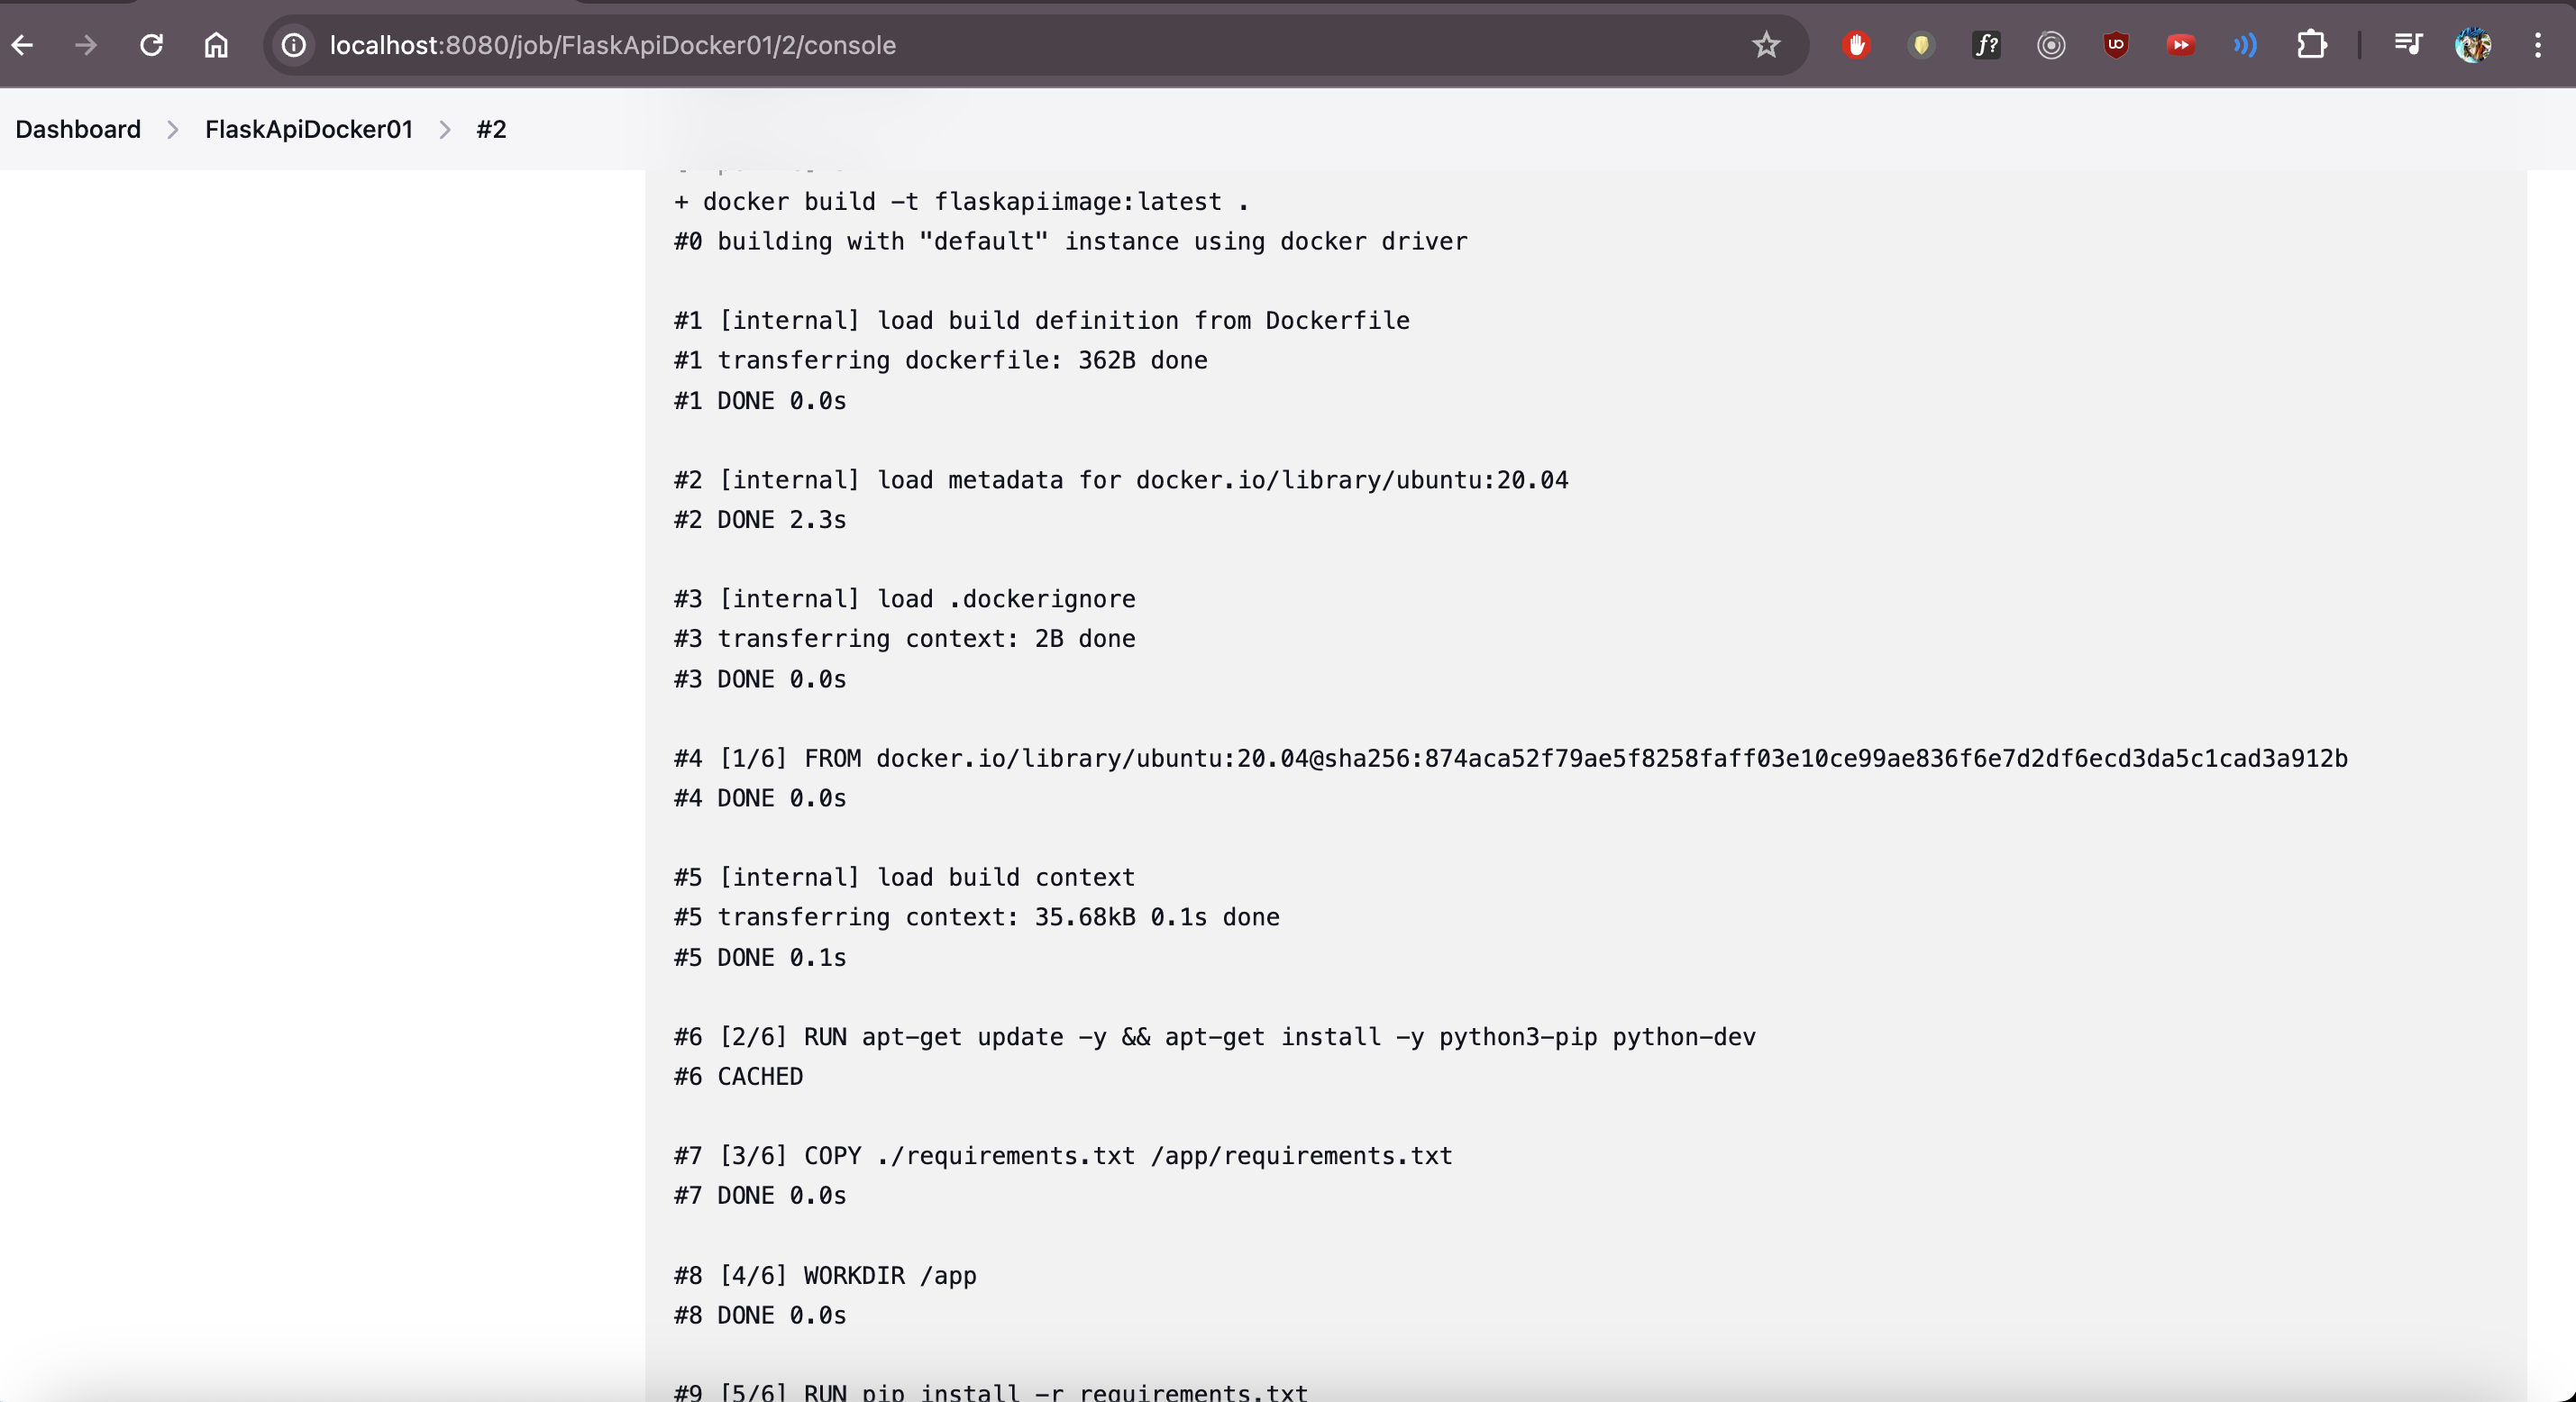 localhost:8080/job/FlaskApiDocker01/2/console
Dashboard > FlaskApiDocker01 > #2
+ docker build -t flaskapiimage:latest .
#0 building with "default" instance using docker driver
#1 [internal] load build definition from Dockerfile
#1 transferring dockerfile: 362B done
#1 DONE 0.0s
#2 [internal] load metadata for docker.io/library/ubuntu:20.04
#2 DONE 2.3s
#3 [internal] load .dockerignore
#3 transferring context: 2B done
#3 DONE 0.0s
#4 [1/6] FROM docker.io/library/ubuntu:20.04@sha256:874aca52f79ae5f8258faff03e10ce99ae836f6e7d2df6ecd3da5c1cad3a912b
#4 DONE 0.0s
#5 [internal] load build context
#5 transferring context: 35.68kB 0.1s done
#5 DONE 0.1s
#6 [2/6] RUN apt-get update -y && apt-get install -y python3-pip python-dev
#6 CACHED
#7 [3/6] COPY ./requirements.txt /app/requirements.txt
#7 DONE 0.0s
#8 [4/6] WORKDIR /app
#8 DONE 0.0s
#9 [5/6] RUN pip install -r requirements.txt